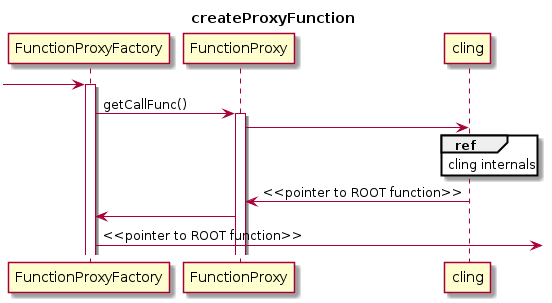 createProxyFunction
FunctionProxyFactory FunctionProxy cling
getCallFunc()
ref
cling internals
<<pointer to ROOT function>>
<<pointer to ROOT function>>
FunctionProxyFactory FunctionProxy cling